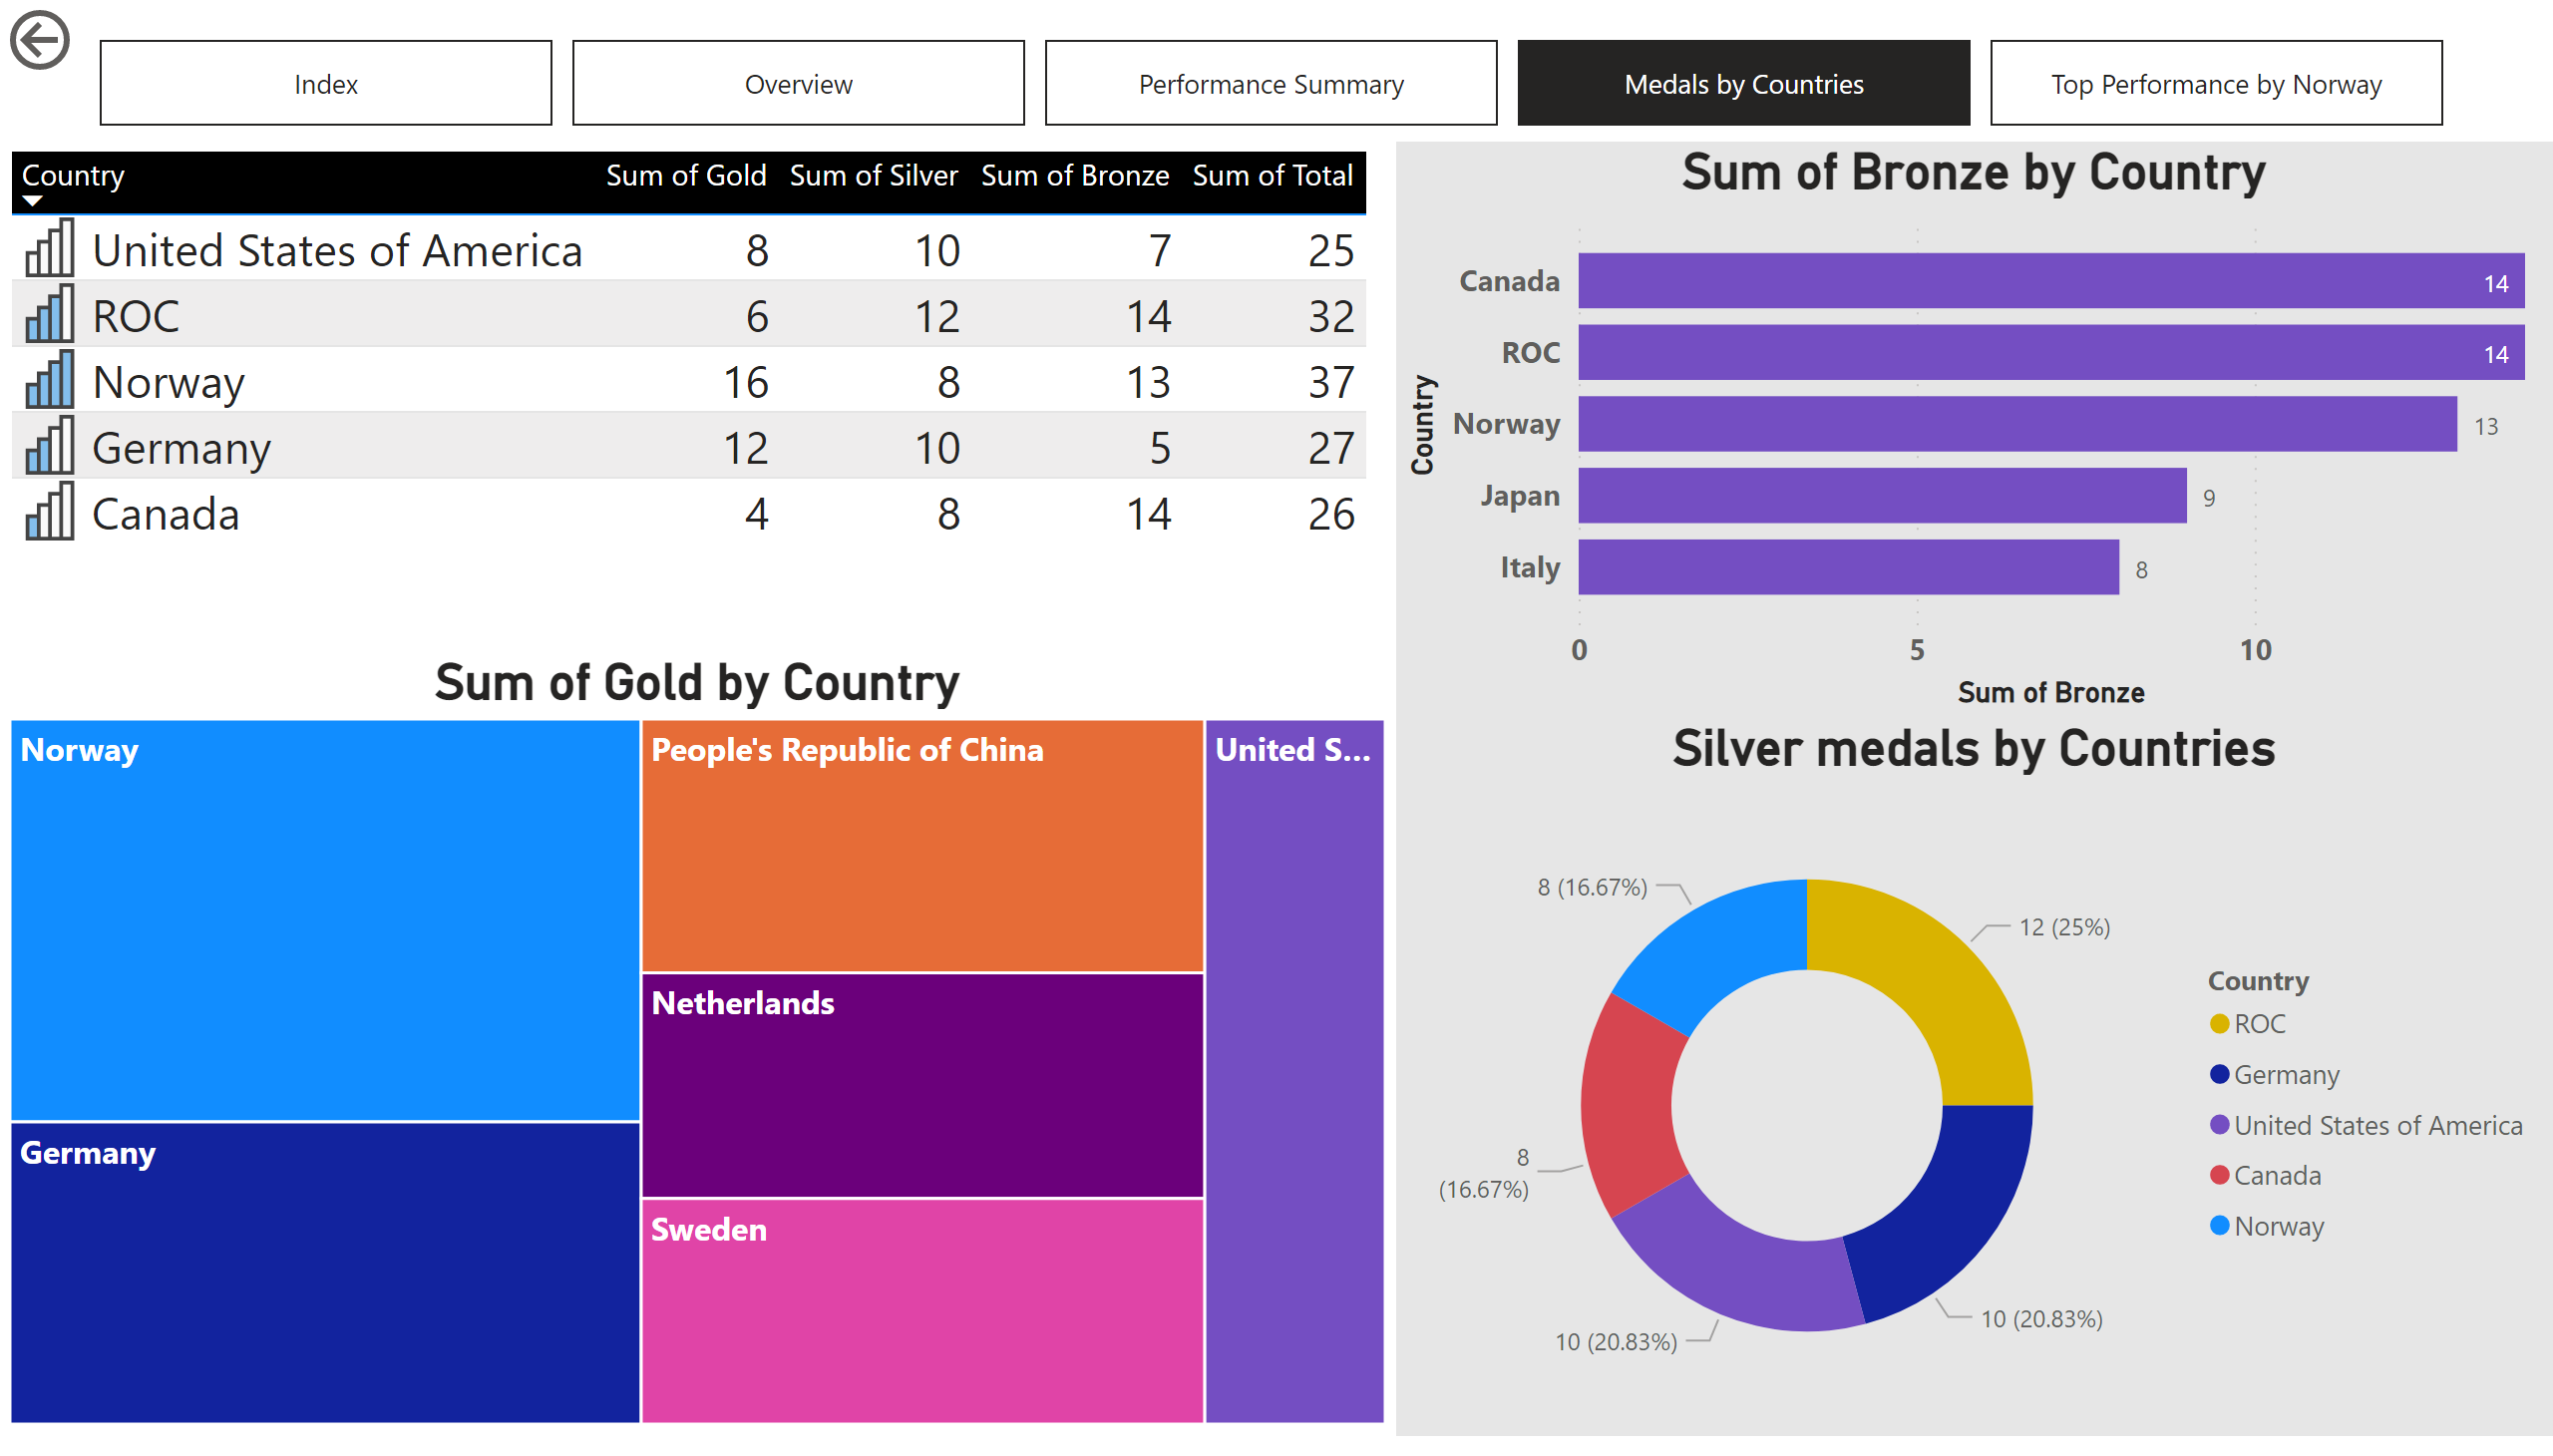 Index
Overview
Performance Summary
Medals by Countries
Top Performance by Norway
Country Sum of Gold Sum of Silver Sum of Bronze Sum of Total
United States of America 8 10 7 25
ROC 6 12 14 32
Norway 16 8 13 37
Germany 12 10 5 27
Canada 4 8 14 26
Sum of Bronze by Country
Country
Canada 14
ROC 14
Norway 13
Japan 9
Italy 8
0 5 10
Sum of Bronze
Sum of Gold by Country
Norway
Germany
People's Republic of China
Netherlands
Sweden
United S...
Silver medals by Countries
8 (16.67%)
12 (25%)
8
(16.67%)
10 (20.83%)
10 (20.83%)
Country
ROC
Germany
United States of America
Canada
Norway